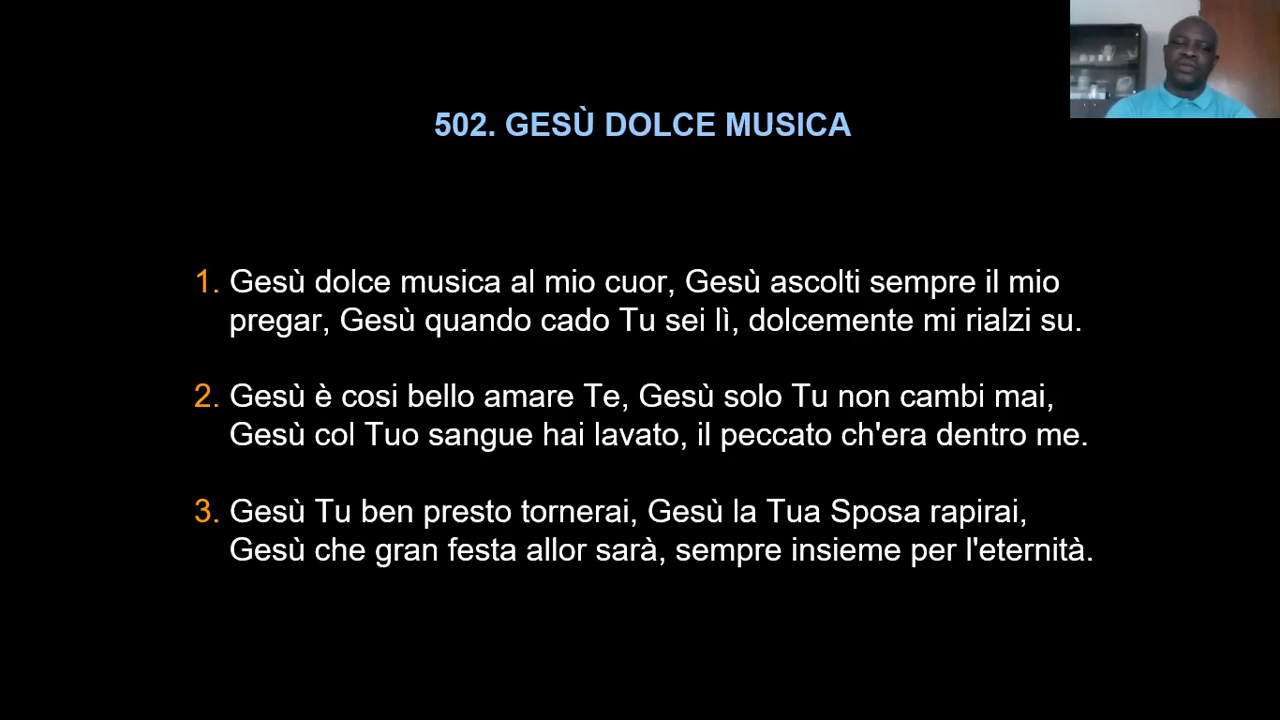 502. GESÙ DOLCE MUSICA
1. Gesù dolce musica al mio cuor, Gesù ascolti sempre il mio
pregar, Gesù quando cado Tu sei lì, dolcemente mi rialzi su.
2. Gesù è cosi bello amare Te, Gesù solo Tu non cambi mai,
Gesù col Tuo sangue hai lavato, il peccato ch'era dentro me.
3. Gesù Tu ben presto tornerai, Gesù la Tua Sposa rapirai,
Gesù che gran festa allor sarà, sempre insieme per l'eternità.